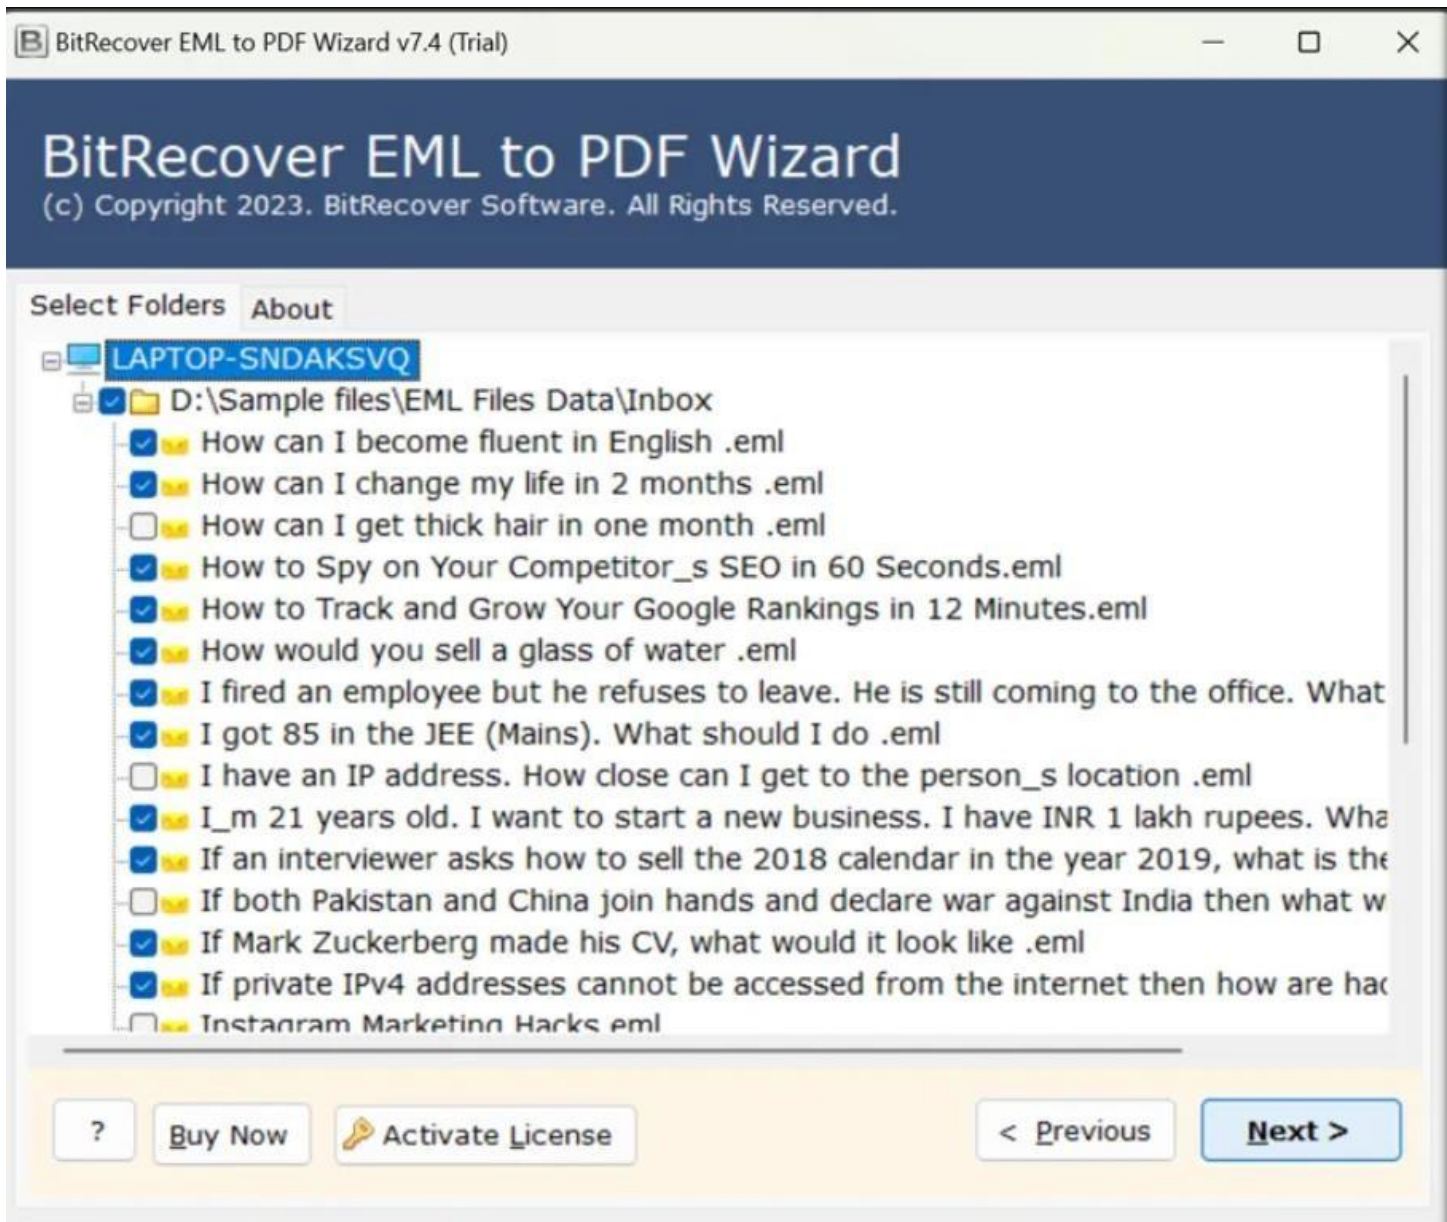 BitRecover EML to PDF Wizard v7.4 (Trial)
BitRecover EML to PDF Wizard
(c) Copyright 2023. BitRecover Software. All Rights Reserved.
Select Folders About
LAPTOP-SNDAKSVQ
D:\Sample files\EML Files Data\Inbox
How can I become fluent in English .eml
How can I change my life in 2 months .eml
How can I get thick hair in one month .eml
How to Spy on Your Competitor_s SEO in 60 Seconds.eml
How to Track and Grow Your Google Rankings in 12 Minutes.eml
How would you sell a glass of water .eml
I fired an employee but he refuses to leave. He is still coming to the office. What
I got 85 in the JEE (Mains). What should I do .eml
I have an IP address. How close can I get to the person_s location .eml
I_m 21 years old. I want to start a new business. I have INR 1 lakh rupees. Wha
If an interviewer asks how to sell the 2018 calendar in the year 2019, what is the
If both Pakistan and China join hands and declare war against India then what w
If Mark Zuckerberg made his CV, what would it look like .eml
If private IPv4 addresses cannot be accessed from the internet then how are hac
Instagram Marketing Hacks.eml
? Buy Now Activate License < Previous Next >